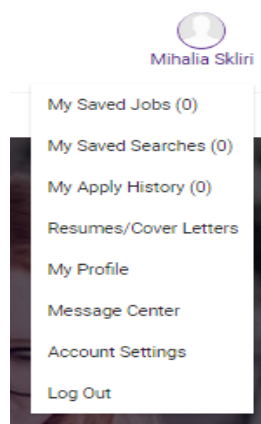 Mihalia Skliri
My Saved Jobs (0)
My Saved Searches (0)
My Apply History (0)
Resumes/Cover Letters
My Profile
Message Center
Account Settings
Log Out